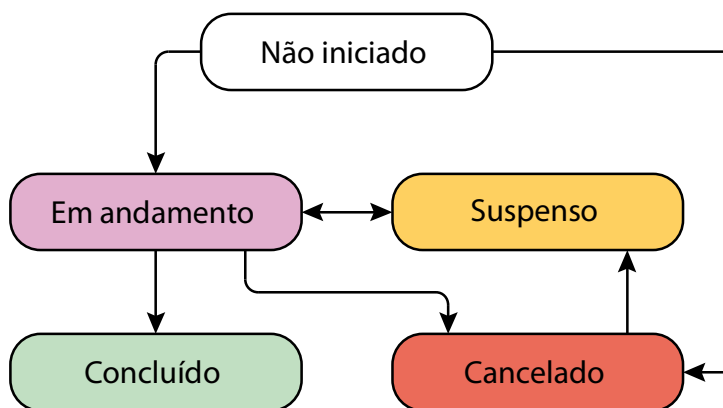 Não iniciado
Em andamento
Suspenso
Concluído
Cancelado